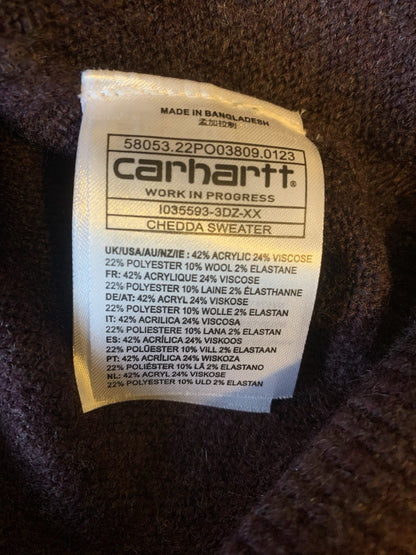 MADE IN BANGLADESH
孟加拉制
58053.22PO03809.0123
carhartt®
WORK IN PROGRESS
I035593-3DZ-XX
CHEDDA SWEATER
UK/USA/AU/NZ/IE : 42% ACRYLIC 24% VISCOSE
22% POLYESTER 10% WOOL 2% ELASTANE
FR: 42% ACRYLIQUE 24% VISCOSE
22% POLYESTER 10% LAINE 2% ÉLASTHANNE
DE/AT: 42% ACRYL 24% VISKOSE
22% POLYESTER 10% WOLLE 2% ELASTAN
IT: 42% ACRILICA 24% VISCOSA
22% POLIESTERE 10% LANA 2% ELASTAN
ES: 42% ACRÜÜL 24% VISKOOS
22% POLÜESTER 10% VILL 2% ELASTAAN
PT: 42% ACRÍLICA 24% WISKOZA
22% POLIÉSTER 10% LÃ 2% ELASTANO
NL: 42% ACRYL 24% VISKOSE
22% POLYESTER 10% ULD 2% ELASTAN